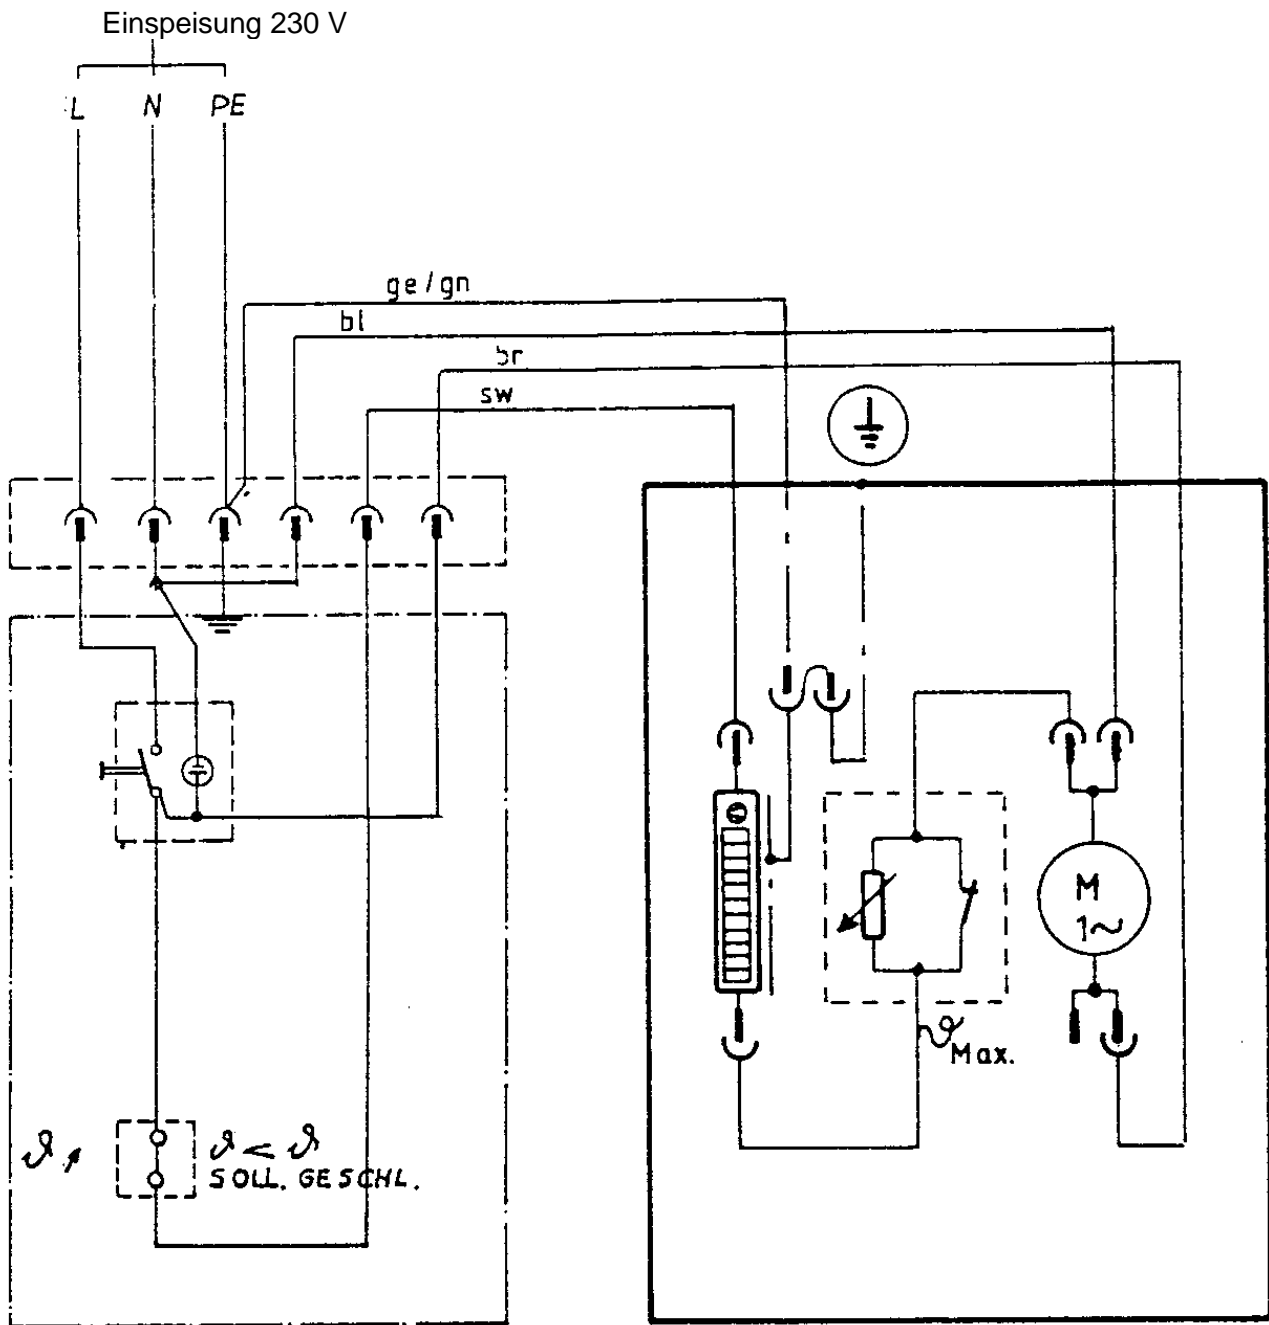 Einspeisung 230 V
L N PE
ge/gn
bl
br
sw
M
1~
ϑ Max.
ϑ ϑ < ϑ
SOLL. GESCHL.